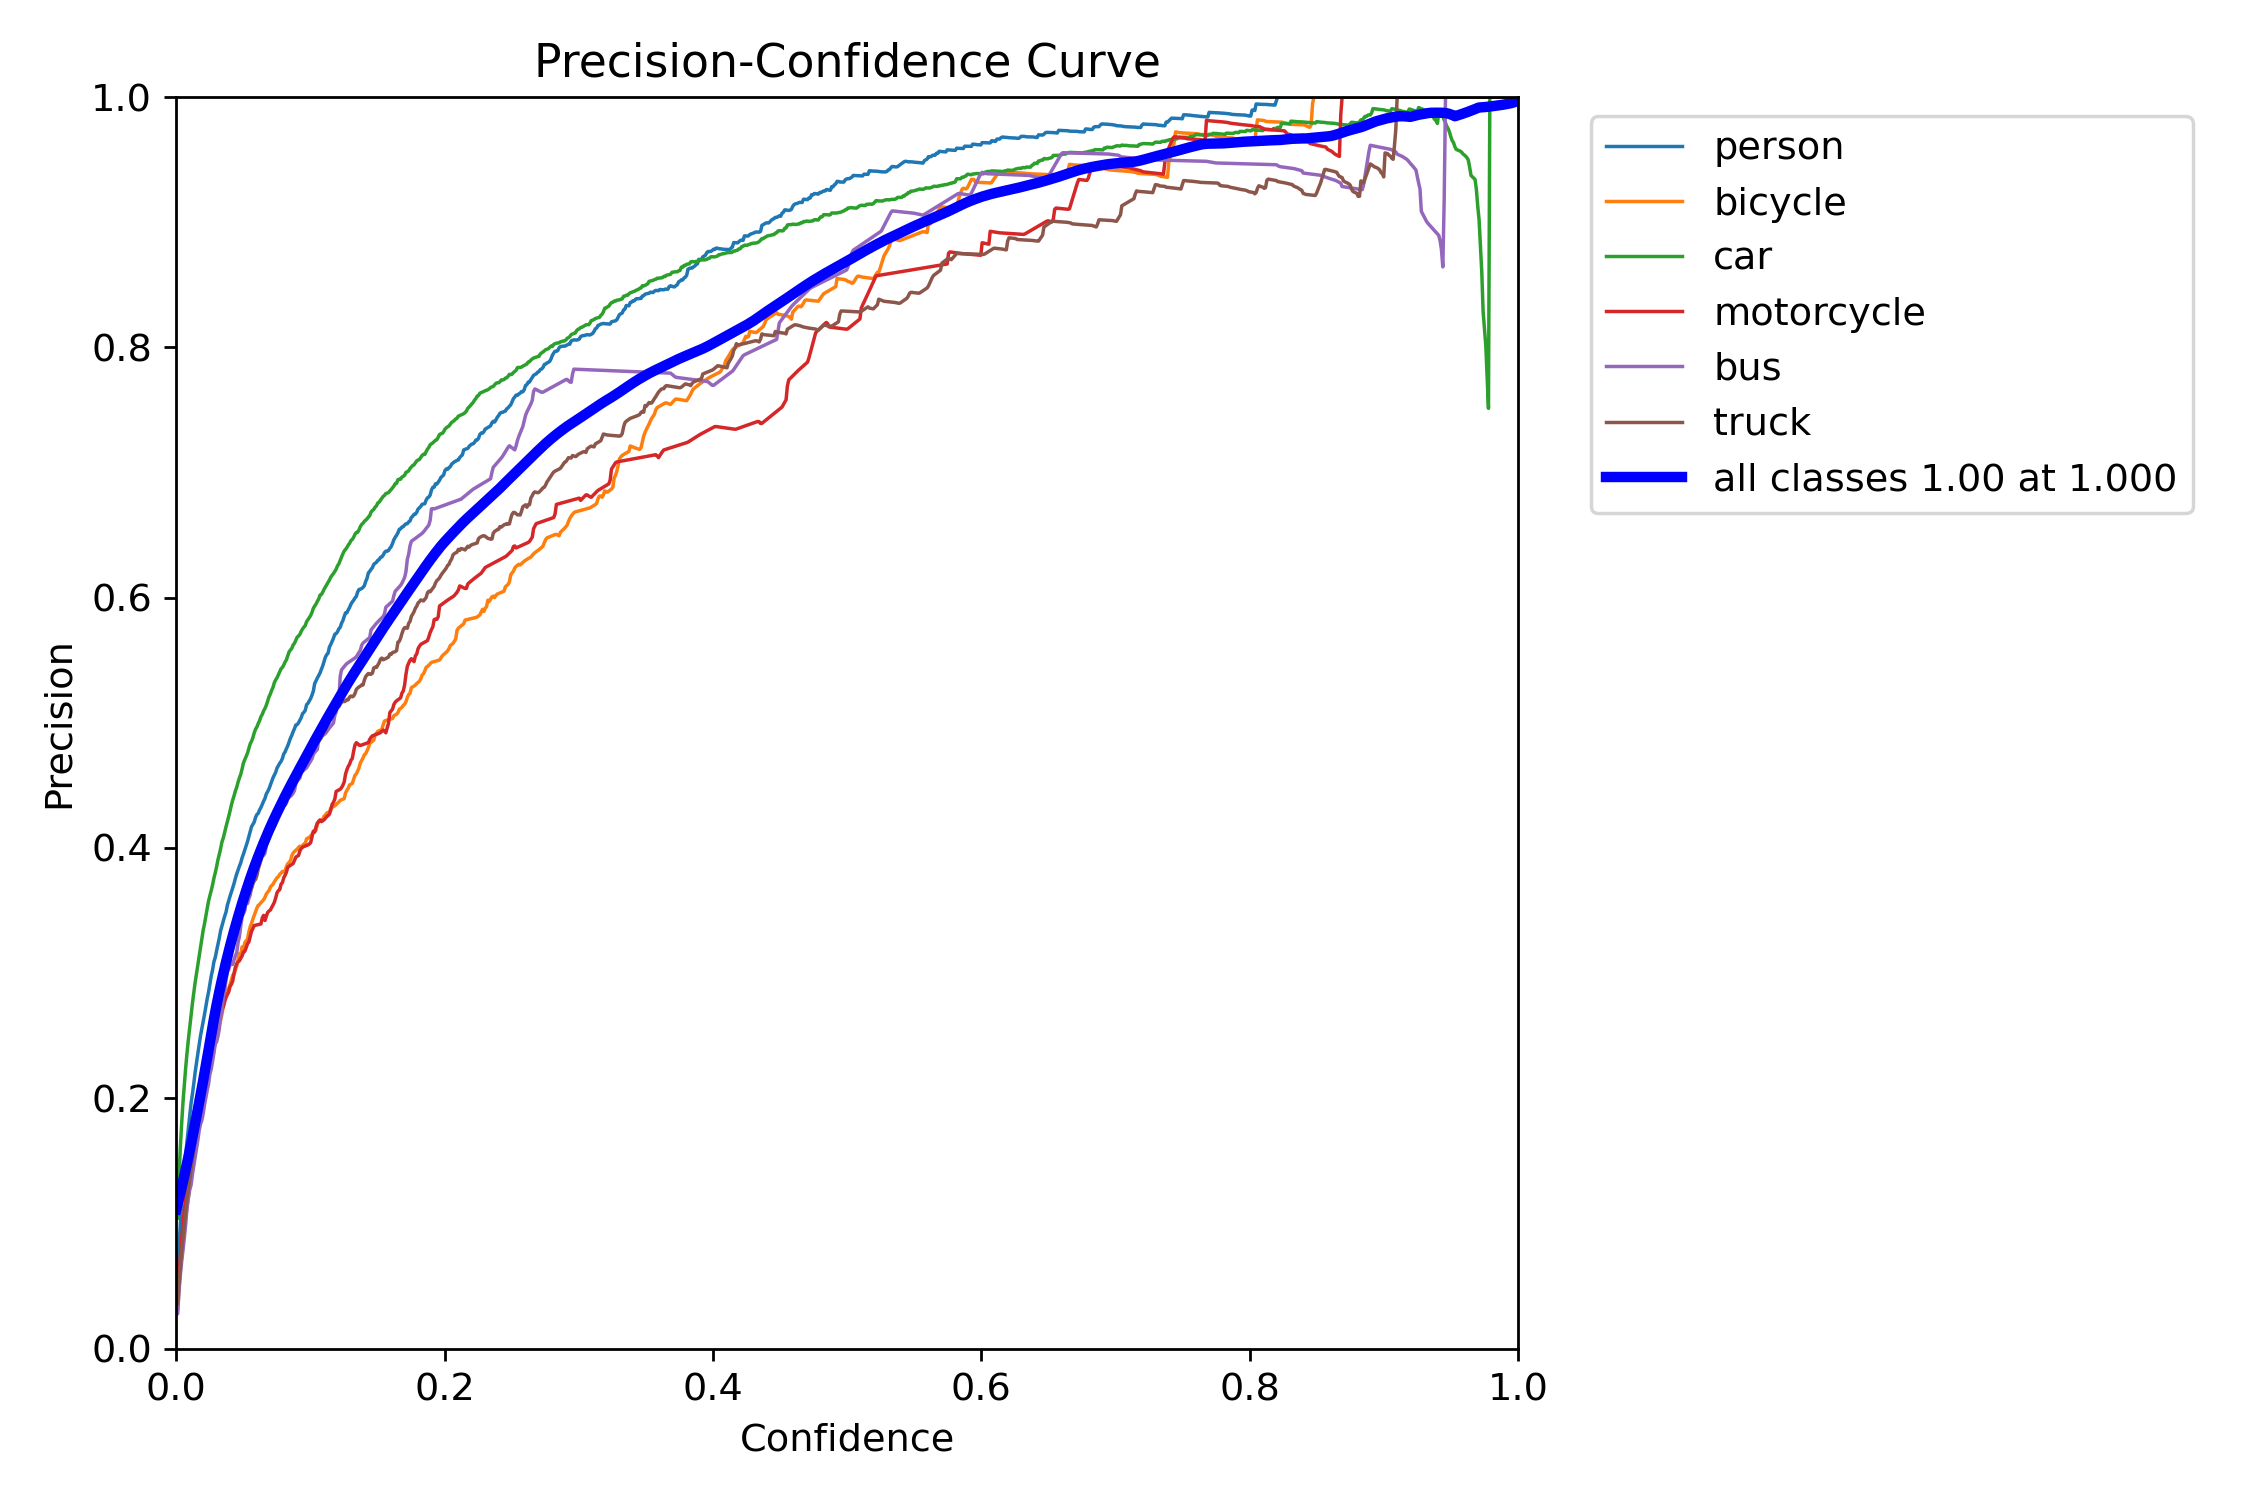 Precision-Confidence Curve
1.0
0.8
0.6
0.4
0.2
0.0
Precision
0.0 0.2 0.4 0.6 0.8 1.0
Confidence
person
bicycle
car
motorcycle
bus
truck
all classes 1.00 at 1.000